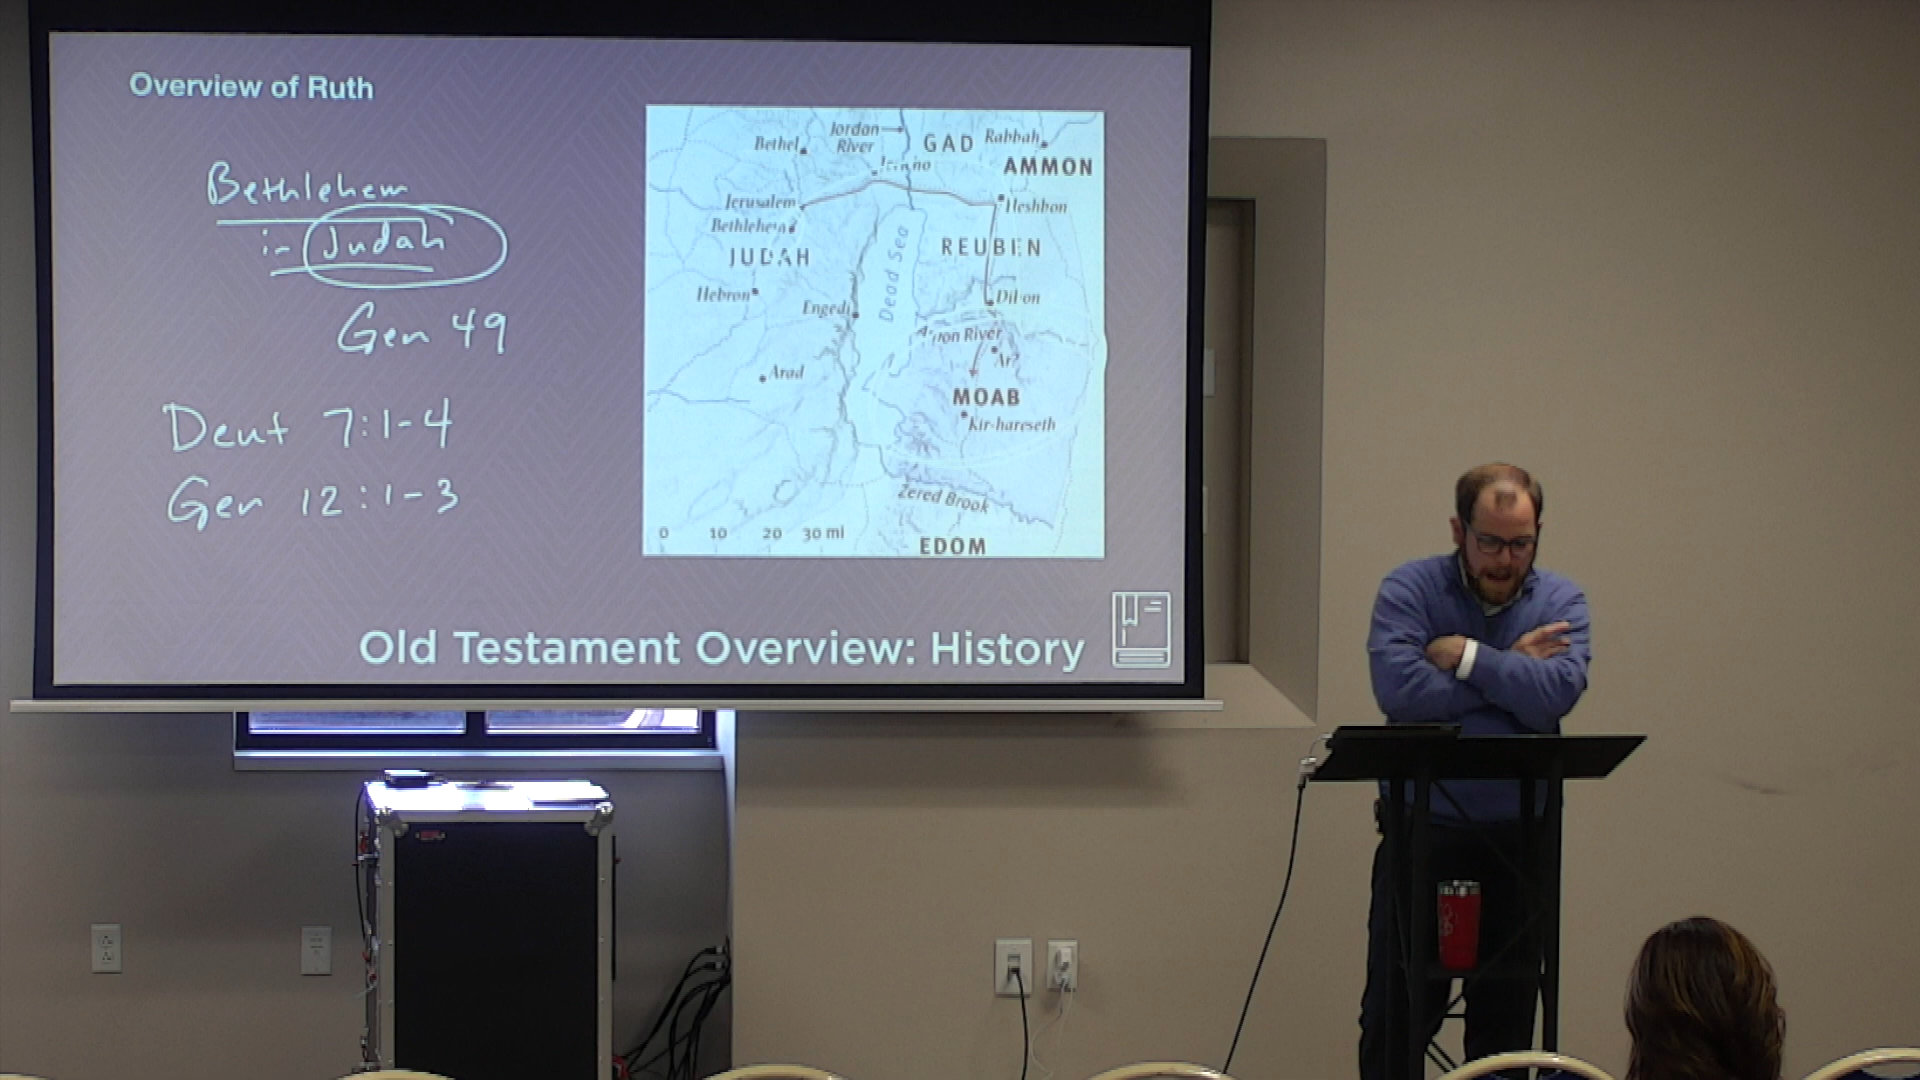 Overview of Ruth
Bethlehem
in Judah
Gen 49
Deut 7:1-4
Gen 12:1-3
Jordan
River
GAD
Rabbah
Bethel
AMMON
Jerusalem
Heshbon
Bethlehem
JUDAH
Dead Sea
REUBEN
Hebron
Engedi
Dibon
Arnon River
Ar?
Arad
MOAB
Kir-hareseth
Zered Brook
0 10 20 30 mi
EDOM
Old Testament Overview: History